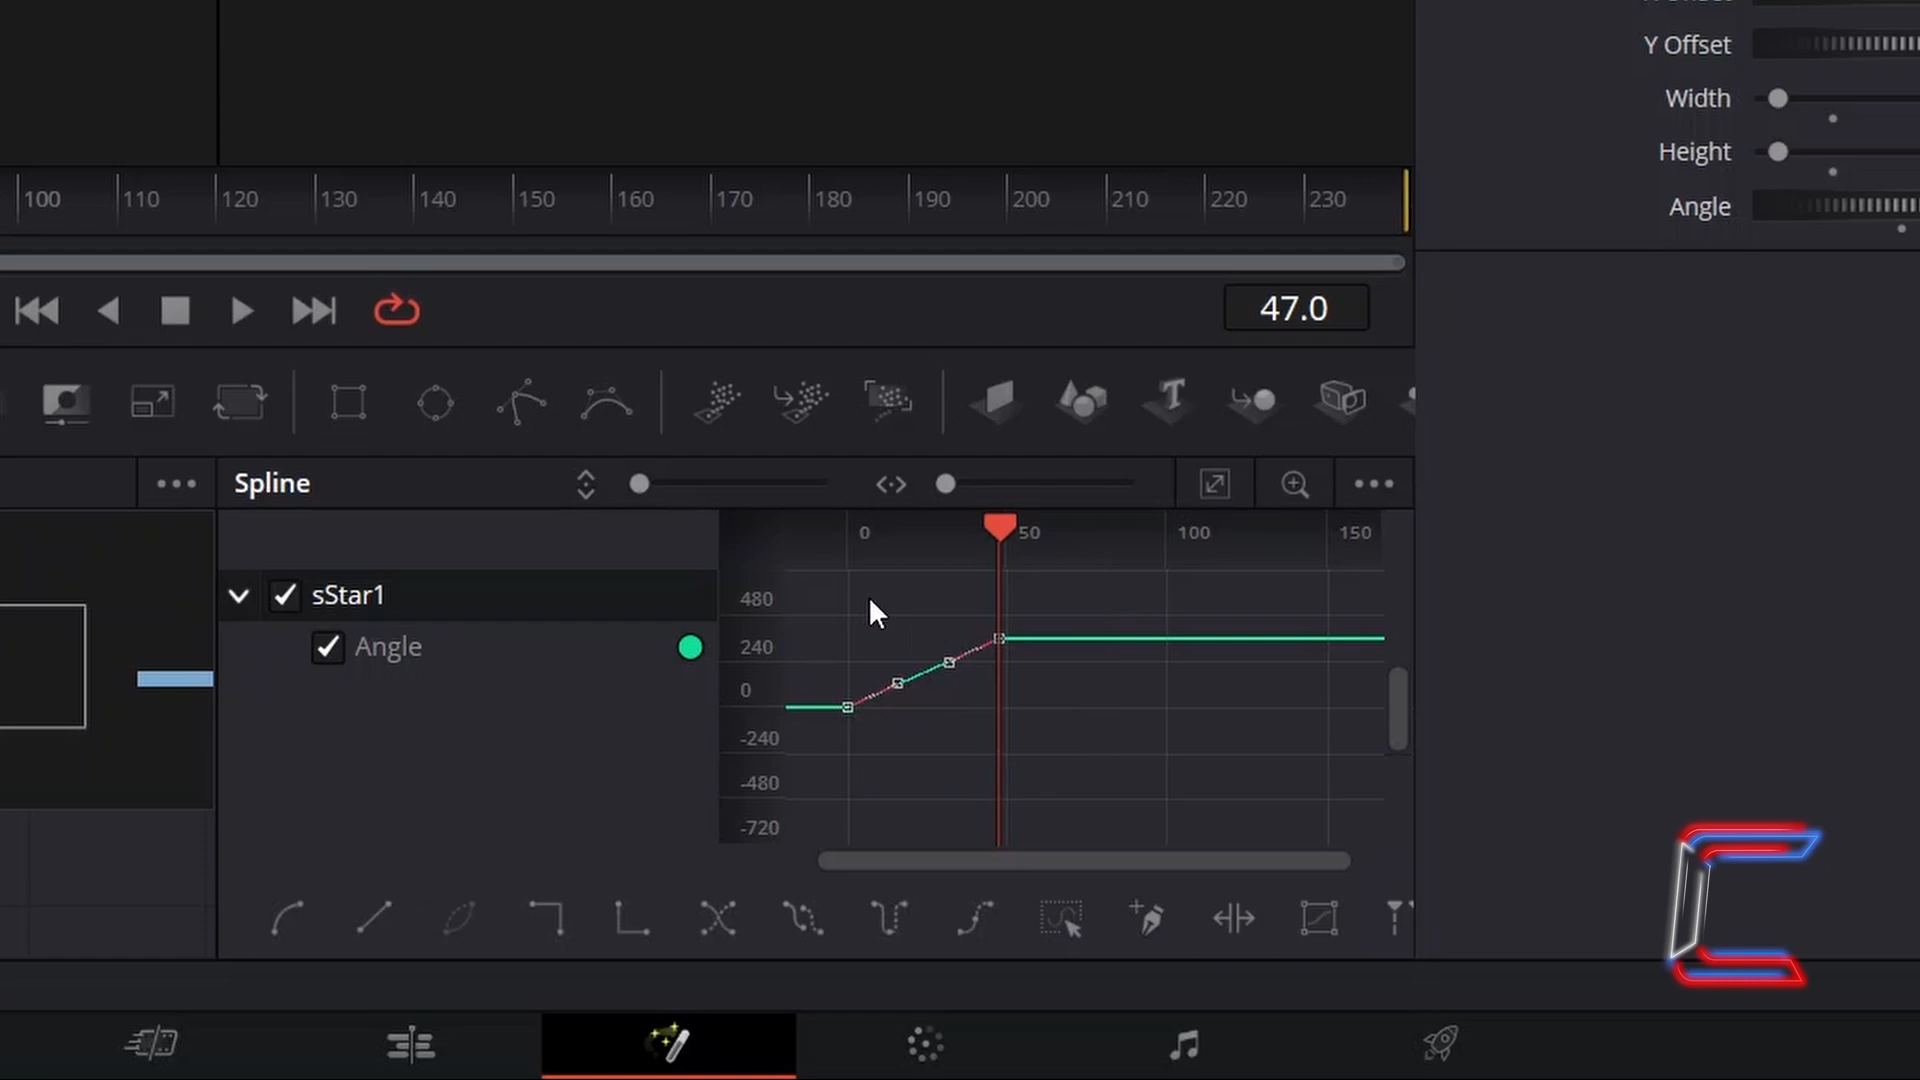 Y Offset
Width
Height
Angle
100 110 120 130 140 150 160 170 180 190 200 210 220 230
47.0
Spline
0 50 100 150
sStar1
Angle
480
240
0
-240
-480
-720